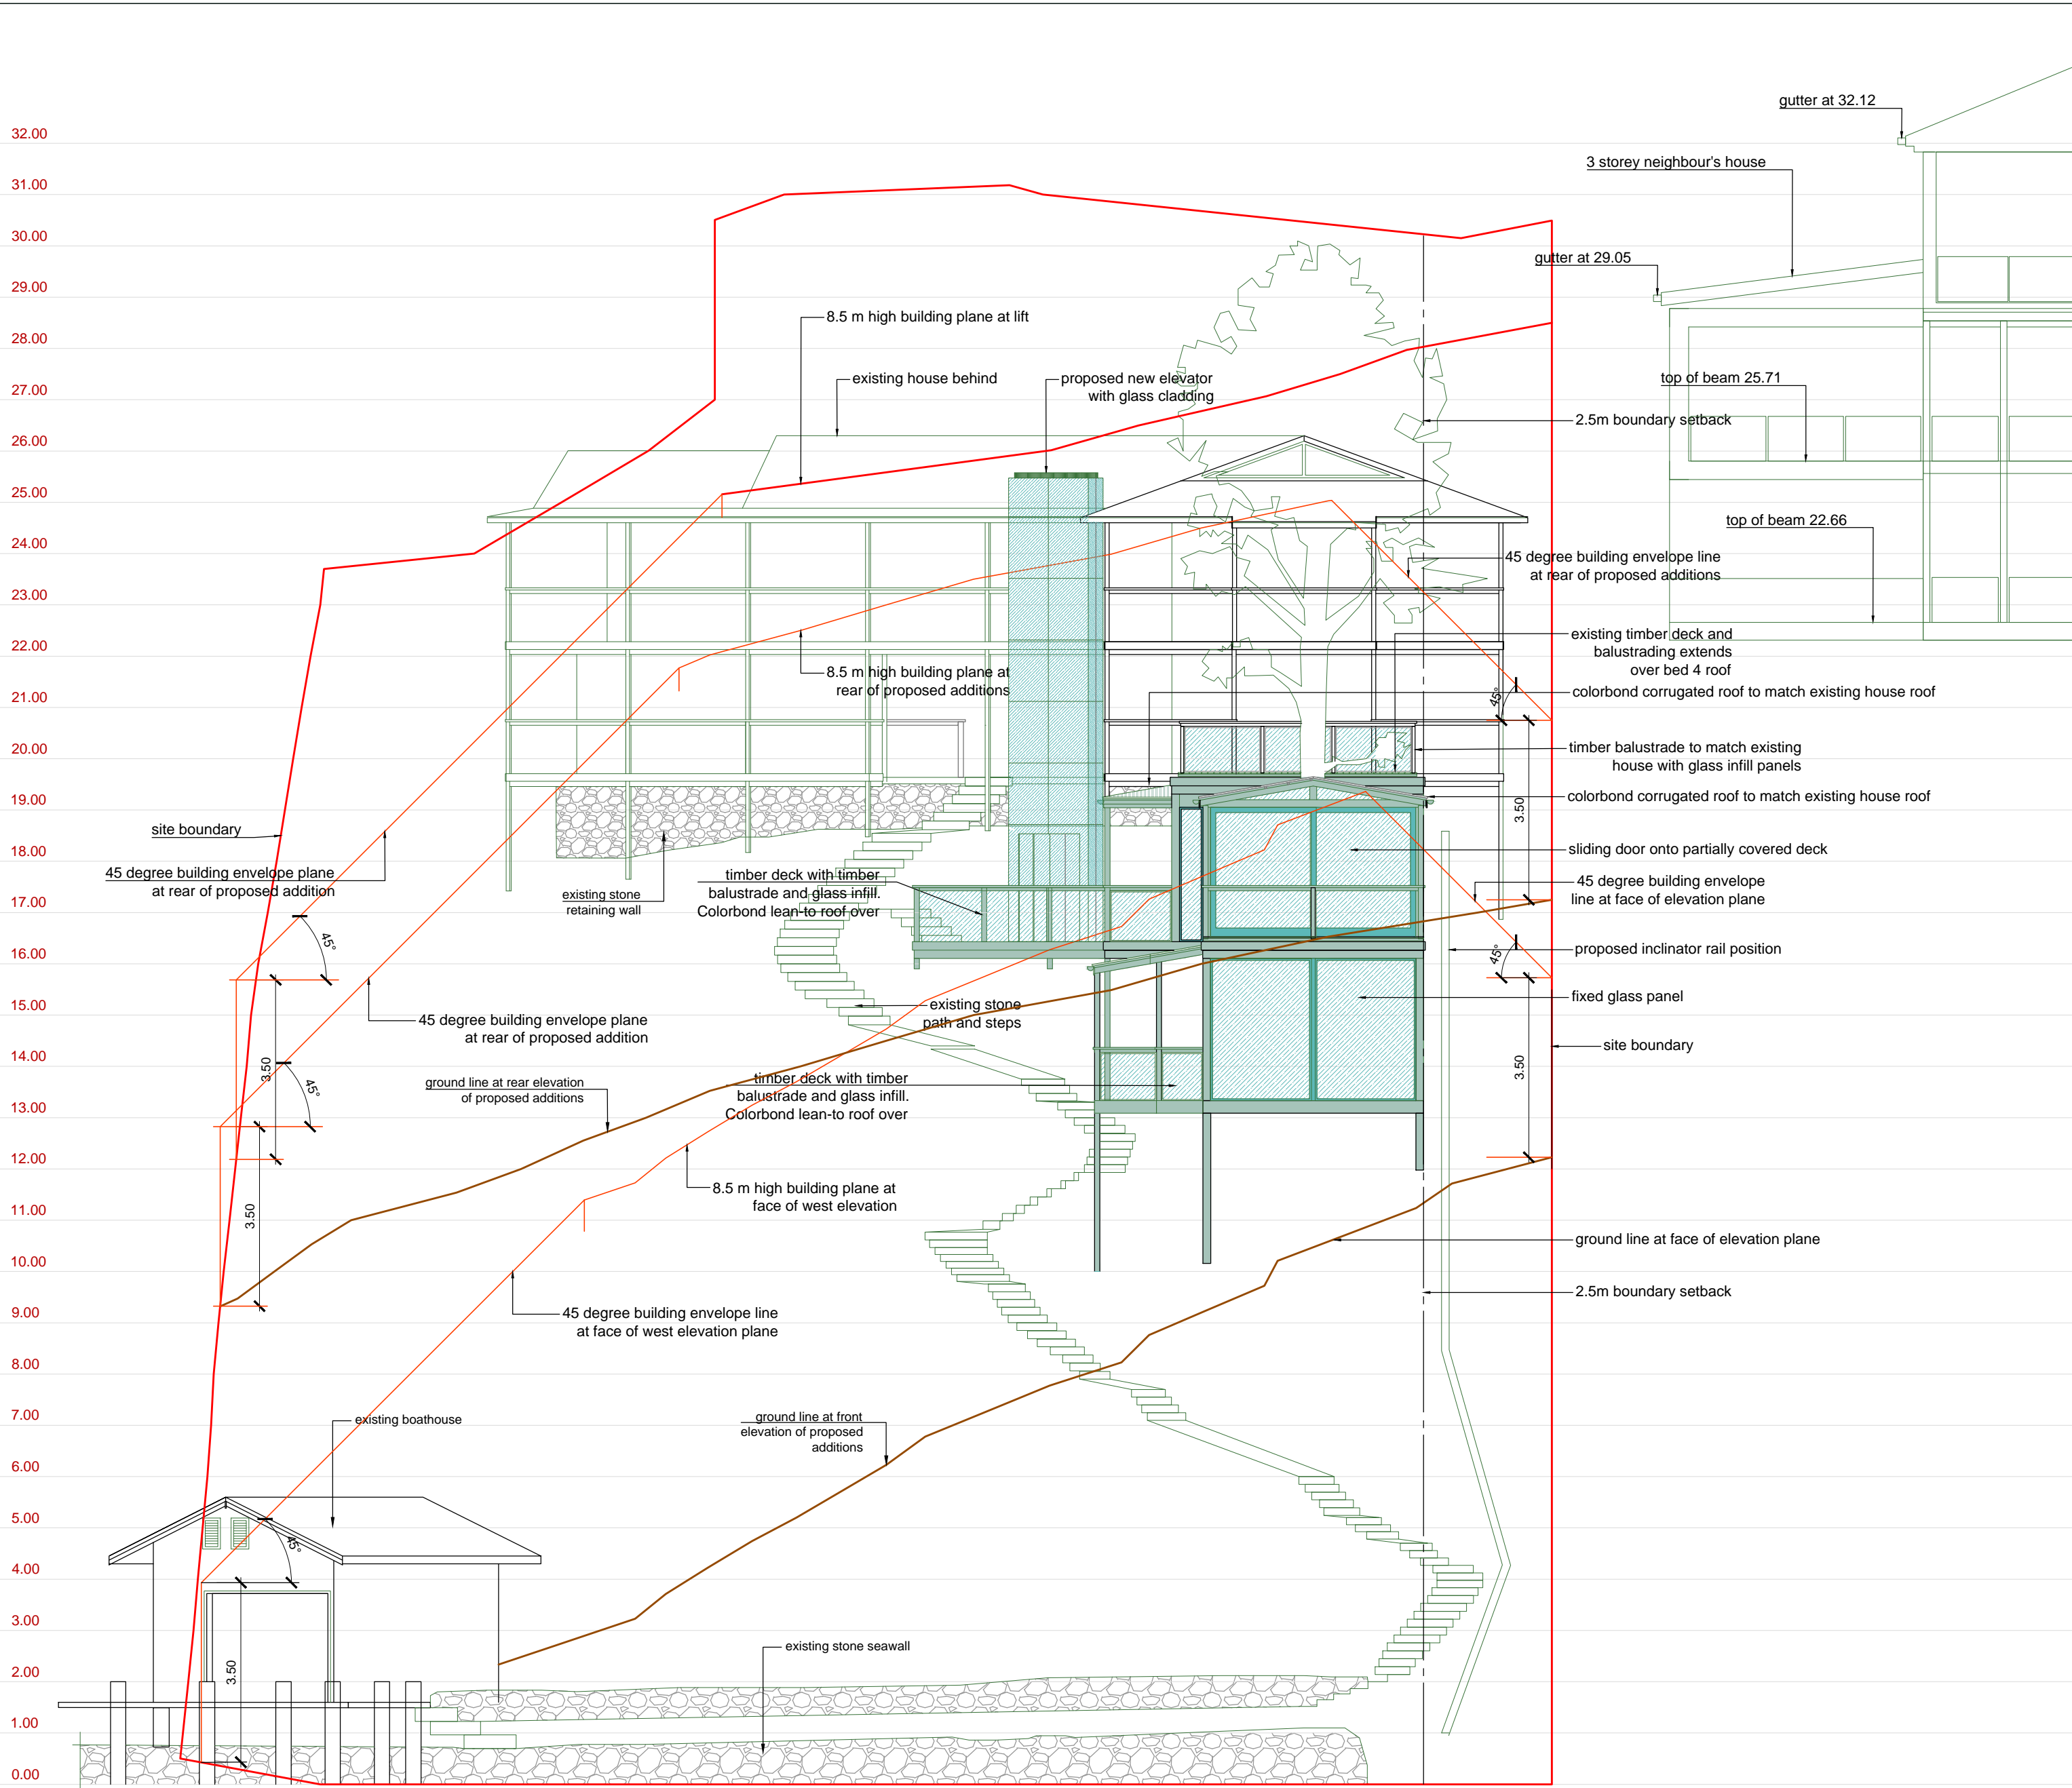 gutter at 32.12
32.00
3 storey neighbour's house
31.00
30.00
gutter at 29.05
29.00
8.5 m high building plane at lift
28.00
existing house behind
proposed new elevator
with glass cladding
top of beam 25.71
27.00
2.5m boundary setback
26.00
25.00
top of beam 22.66
24.00
45 degree building envelope line
at rear of proposed additions
23.00
existing timber deck and
balustrading extends
over bed 4 roof
22.00
8.5 m high building plane at
rear of proposed additions
colorbond corrugated roof to match existing house roof
45°
21.00
timber balustrade to match existing
house with glass infill panels
20.00
colorbond corrugated roof to match existing house roof
3.50
19.00
site boundary
sliding door onto partially covered deck
18.00
45 degree building envelope plane
at rear of proposed addition
existing stone
retaining wall
timber deck with timber
balustrade and glass infill.
Colorbond lean-to roof over
45 degree building envelope
line at face of elevation plane
17.00
45°
proposed inclinator rail position
45°
16.00
fixed glass panel
existing stone
path and steps
15.00
45 degree building envelope plane
at rear of proposed addition
site boundary
14.00
3.50
3.50
45°
ground line at rear elevation
of proposed additions
timber deck with timber
balustrade and glass infill.
Colorbond lean-to roof over
13.00
12.00
8.5 m high building plane at
face of west elevation
3.50
11.00
ground line at face of elevation plane
10.00
2.5m boundary setback
9.00
45 degree building envelope line
at face of west elevation plane
8.00
existing boathouse
7.00
ground line at front
elevation of proposed
additions
6.00
5.00
45°
4.00
3.00
existing stone seawall
3.50
2.00
1.00
0.00